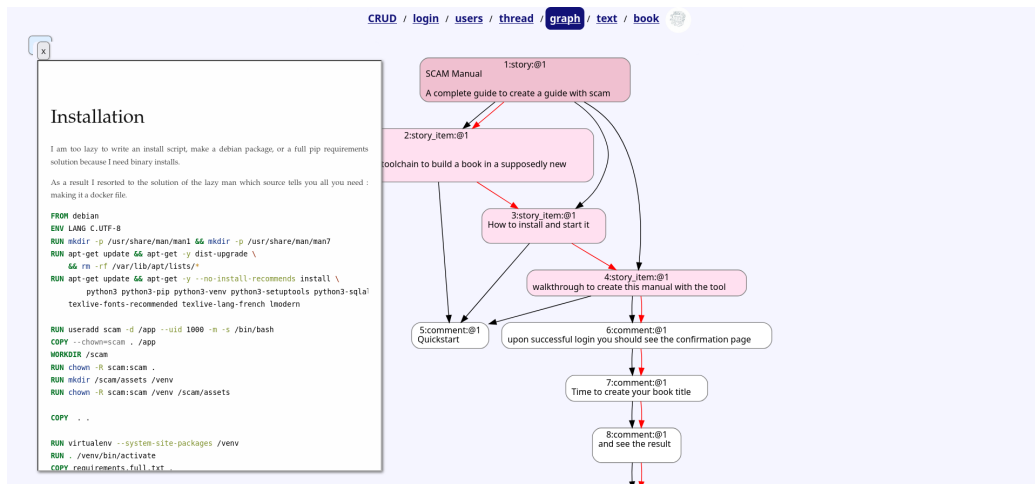 CRUD / login / users / thread / graph / text / book
x
Installation
I am too lazy to write an install script, make a debian package, or a full pip requirements
solution because I need binary installs.
As a result I resorted to the solution of the lazy man which source tells you all you need :
making it a docker file.
FROM debian
ENV LANG C.UTF-8
RUN mkdir -p /usr/share/man/man1 && mkdir -p /usr/share/man/man7
RUN apt-get update && apt-get -y dist-upgrade \
&& rm -rf /var/lib/apt/lists/*
RUN apt-get update && apt-get -y --no-install-recommends install \
python3 python3-pip python3-venv python3-setuptools python3-sqlal
texlive-fonts-recommended texlive-lang-french lmodern
RUN useradd scam -d /app --uid 1000 -m -s /bin/bash
COPY --chown=scam . /app
WORKDIR /scam
RUN chown -R scam:scam .
RUN mkdir /scam/assets /venv
RUN chown -R scam:scam /venv /scam/assets
COPY . .
RUN virtualenv --system-site-packages /venv
RUN . /venv/bin/activate
COPY requirements.full.txt .
1:story:@1
SCAM Manual
A complete guide to create a guide with scam
2:story_item:@1
toolchain to build a book in a supposedly new
3:story_item:@1
How to install and start it
4:story_item:@1
walkthrough to create this manual with the tool
5:comment:@1
Quickstart
6:comment:@1
upon successful login you should see the confirmation page
7:comment:@1
Time to create your book title
8:comment:@1
and see the result